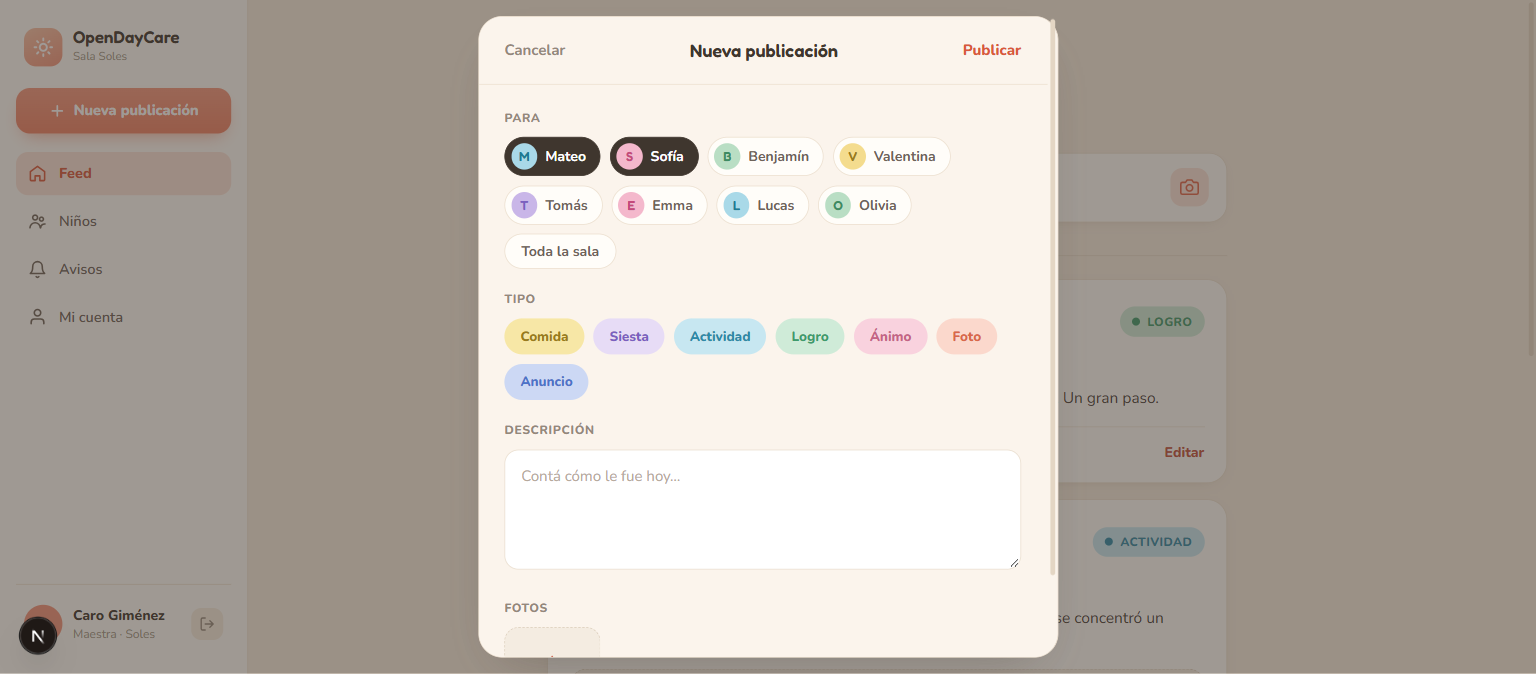 OpenDayCare
Sala Soles
Nueva publicación
Feed
Niños
Avisos
Mi cuenta
Caro Giménez
Maestra · Soles
N
Cancelar
Nueva publicación
Publicar
PARA
M Mateo S Sofía B Benjamín V Valentina
T Tomás E Emma L Lucas O Olivia
Toda la sala
TIPO
Comida Siesta Actividad Logro Ánimo Foto
Anuncio
DESCRIPCIÓN
Contá cómo le fue hoy...
FOTOS
LOGRO
Un gran paso.
Editar
ACTIVIDAD
se concentró un